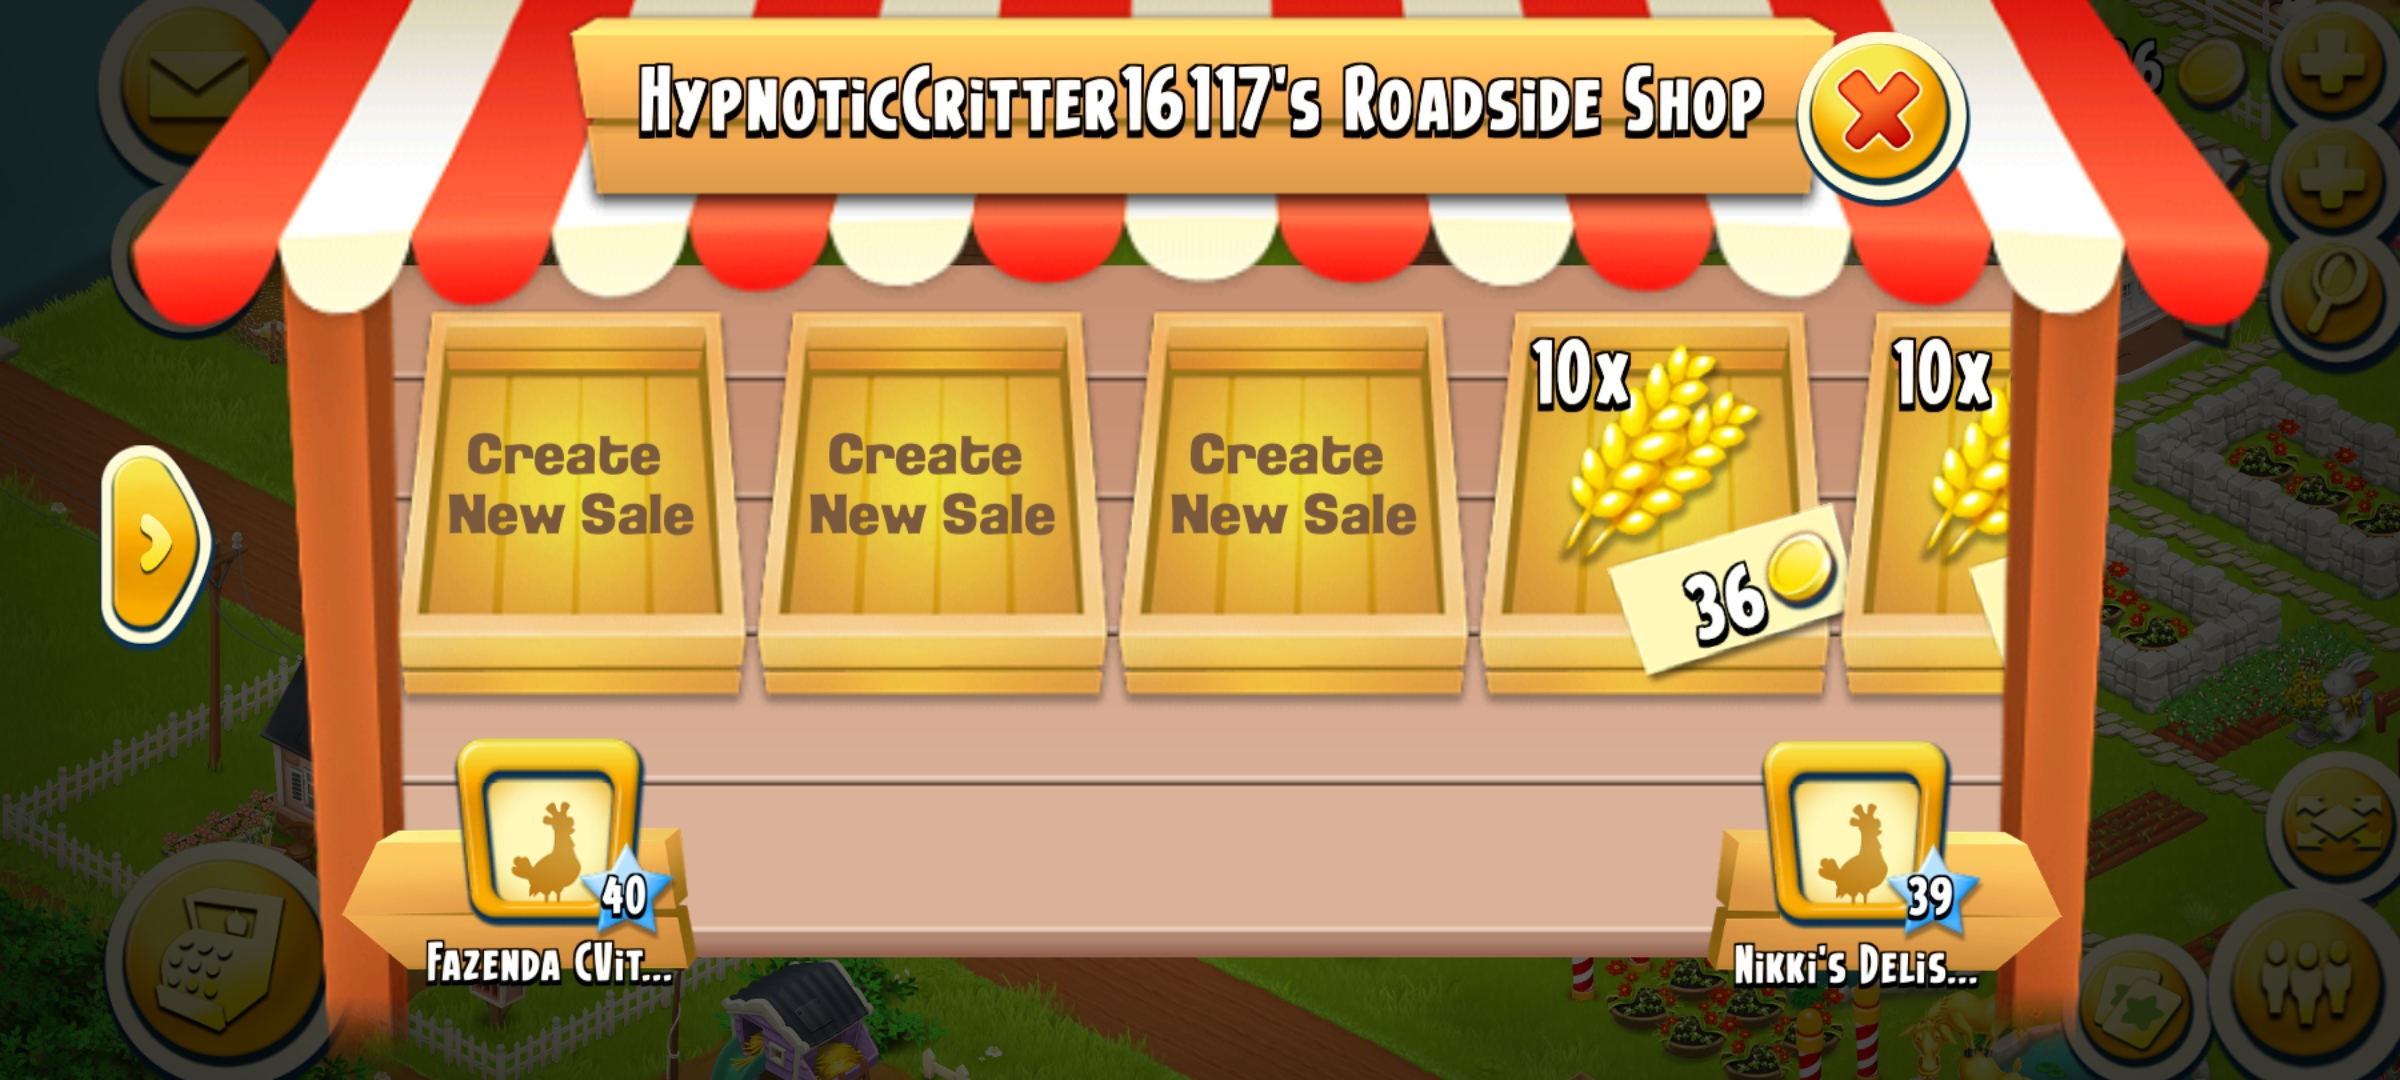 HypnoticCritter16117's Roadside Shop
Create
New Sale
Create
New Sale
Create
New Sale
10x
36
10x
40
Fazenda CVit...
39
Nikki's Delis...